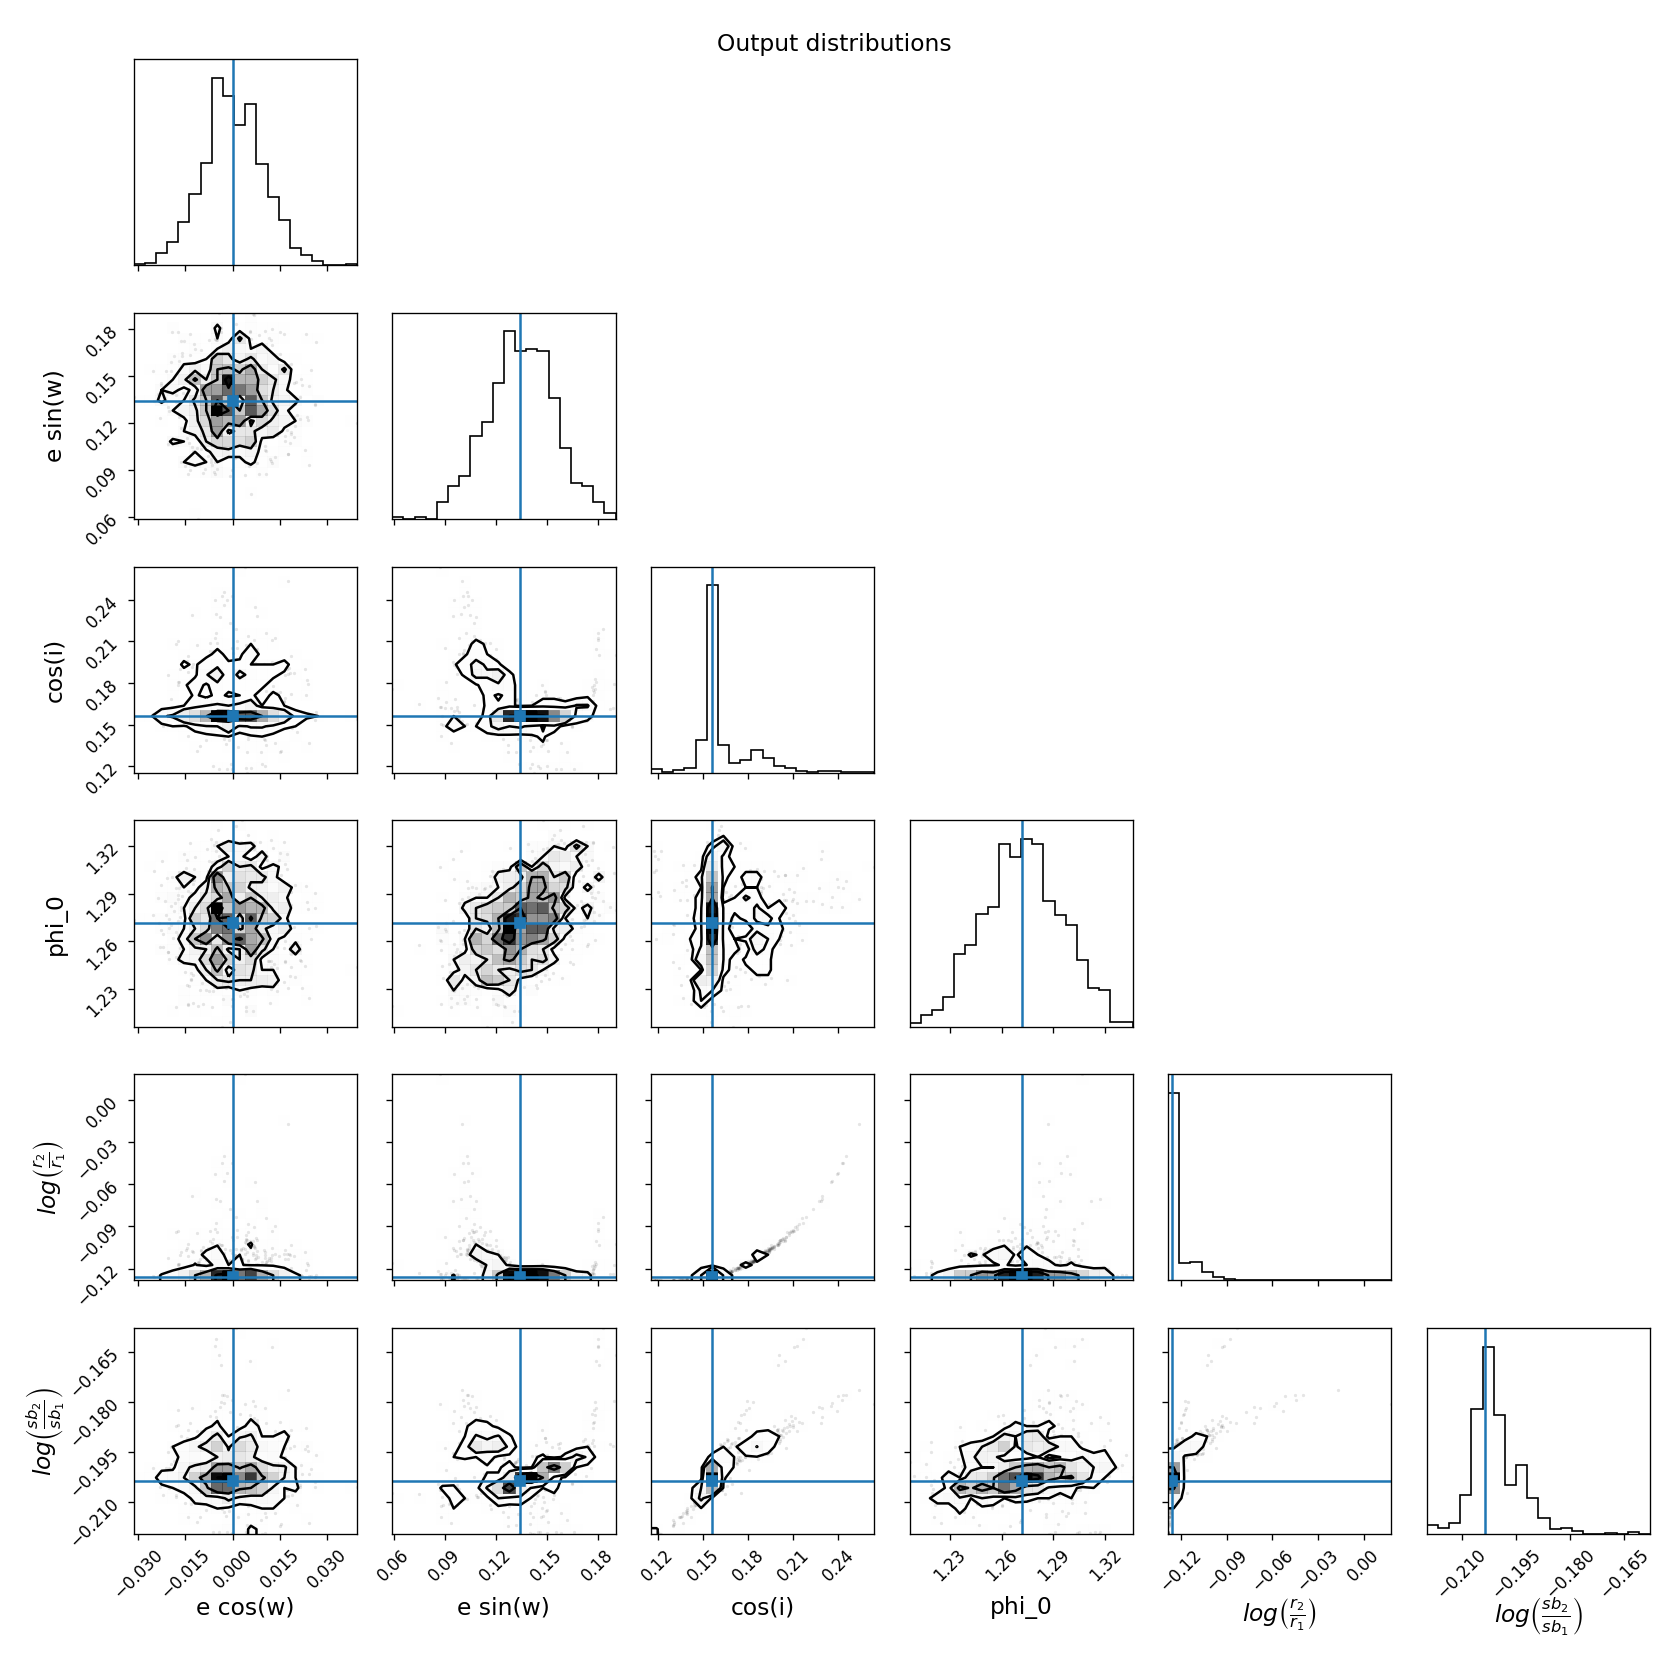 Output distributions
0.18
0.15
0.12
0.09
0.06
e sin(w)
0.24
0.21
0.18
0.15
0.12
cos(i)
1.32
1.29
1.26
1.23
phi_0
0.00
−0.03
−0.06
−0.09
−0.12
log(r2/r1)
−0.165
−0.180
−0.195
−0.210
log(sb2/sb1)
−0.030 −0.015 0.000 0.015 0.030 0.06 0.09 0.12 0.15 0.18 0.12 0.15 0.18 0.21 0.24 1.23 1.26 1.29 1.32 −0.12 −0.09 −0.06 −0.03 0.00 −0.210 −0.195 −0.180 −0.165
e cos(w) e sin(w) cos(i) phi_0 log(r2/r1) log(sb2/sb1)